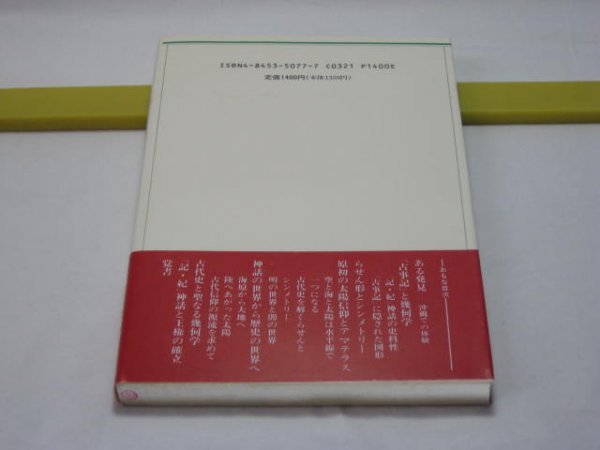 ISBN4-8453-5077-7 C0321 P1400E
定価1400円(本体1359円)
―おもな目次―
ある発見 沖縄での体験
『古事記』と幾何学
『記・紀』神話の史料性
『古事記』に隠された図形
らせん形とシンメトリー
原初の太陽信仰とアマテラス
空と海と太陽は水平線で
一つになる
古代史を解くらせんと
シンメトリー
明の世界と闇の世界
神話の世界から歴史の世界へ
海原から大地へ
陸へあがった太陽
古代信仰の源流を求めて
古代史と聖なる幾何学
『記・紀』神話と王権の確立
覚書